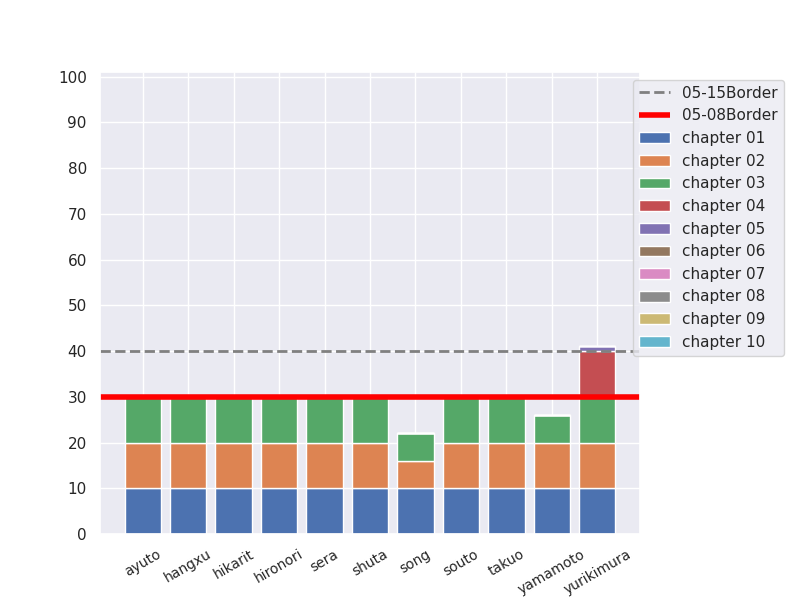 100
90
80
70
60
50
40
30
20
10
0
05-15Border
05-08Border
chapter 01
chapter 02
chapter 03
chapter 04
chapter 05
chapter 06
chapter 07
chapter 08
chapter 09
chapter 10
ayuto
hangxu
hikarit
hironori
sera
shuta
song
souto
takuo
yamamoto
yurikimura